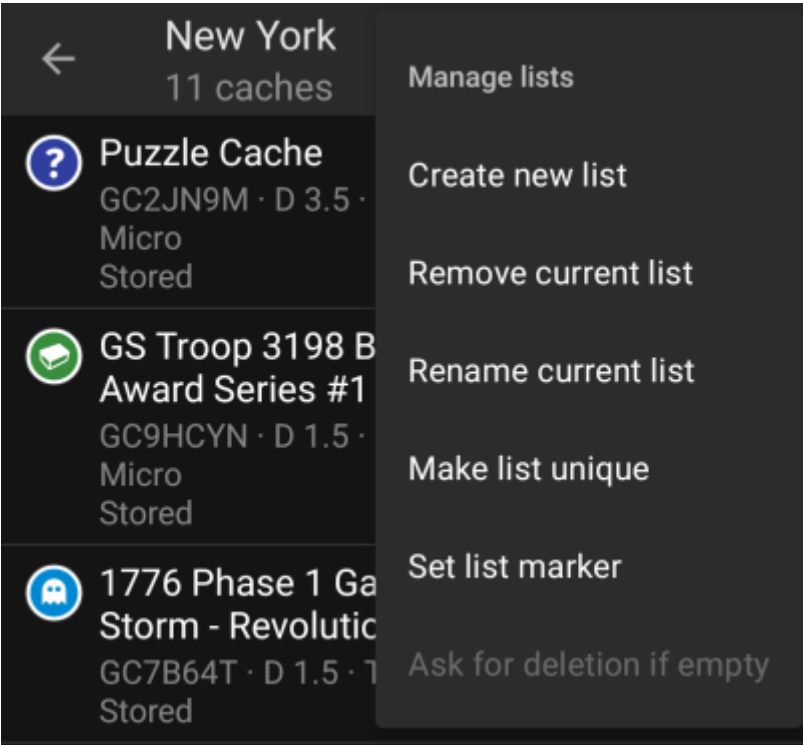 New York
11 caches
Puzzle Cache
GC2JN9M · D 3.5 ·
Micro
Stored
GS Troop 3198 B
Award Series #1
GC9HCYN · D 1.5 ·
Micro
Stored
1776 Phase 1 Ga
Storm - Revolutic
GC7B64T · D 1.5 · T
Stored
Manage lists
Create new list
Remove current list
Rename current list
Make list unique
Set list marker
Ask for deletion if empty